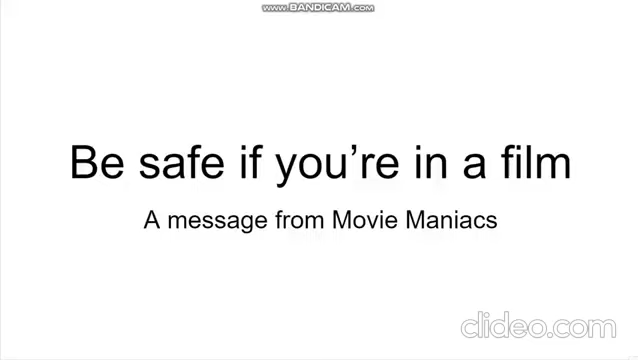 www.BANDICAM.com
Be safe if you’re in a film
A message from Movie Maniacs
clideo.com